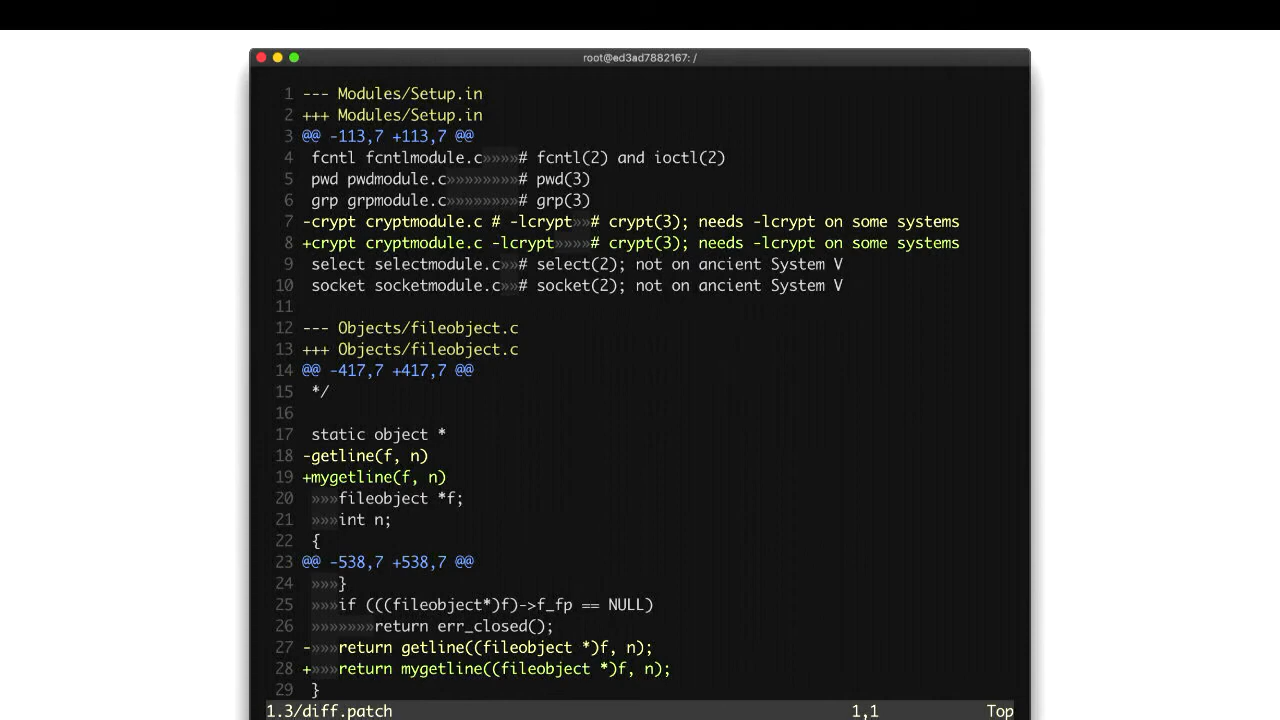 root@ed3ad7882167: /
1 --- Modules/Setup.in
2 +++ Modules/Setup.in
3 @@ -113,7 +113,7 @@
4 fcntl fcntlmodule.c»»»»# fcntl(2) and ioctl(2)
5 pwd pwdmodule.c»»»»»»»»# pwd(3)
6 grp grpmodule.c»»»»»»»»# grp(3)
7 -crypt cryptmodule.c # -lcrypt»»# crypt(3); needs -lcrypt on some systems
8 +crypt cryptmodule.c -lcrypt»»»»# crypt(3); needs -lcrypt on some systems
9 select selectmodule.c»»# select(2); not on ancient System V
10 socket socketmodule.c»»# socket(2); not on ancient System V
11
12 --- Objects/fileobject.c
13 +++ Objects/fileobject.c
14 @@ -417,7 +417,7 @@
15 */
16
17 static object *
18 -getline(f, n)
19 +mygetline(f, n)
20 »»»fileobject *f;
21 »»»int n;
22 {
23 @@ -538,7 +538,7 @@
24 »»»}
25 »»»if (((fileobject*)f)->f_fp == NULL)
26 »»»»»»»return err_closed();
27 -»»»return getline((fileobject *)f, n);
28 +»»»return mygetline((fileobject *)f, n);
29 }
1.3/diff.patch 1,1 Top